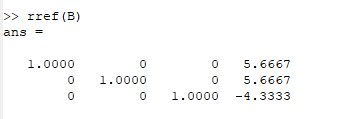 >> rref(B)
ans =
1.0000 0 0 5.6667
0 1.0000 0 5.6667
0 0 1.0000 -4.3333